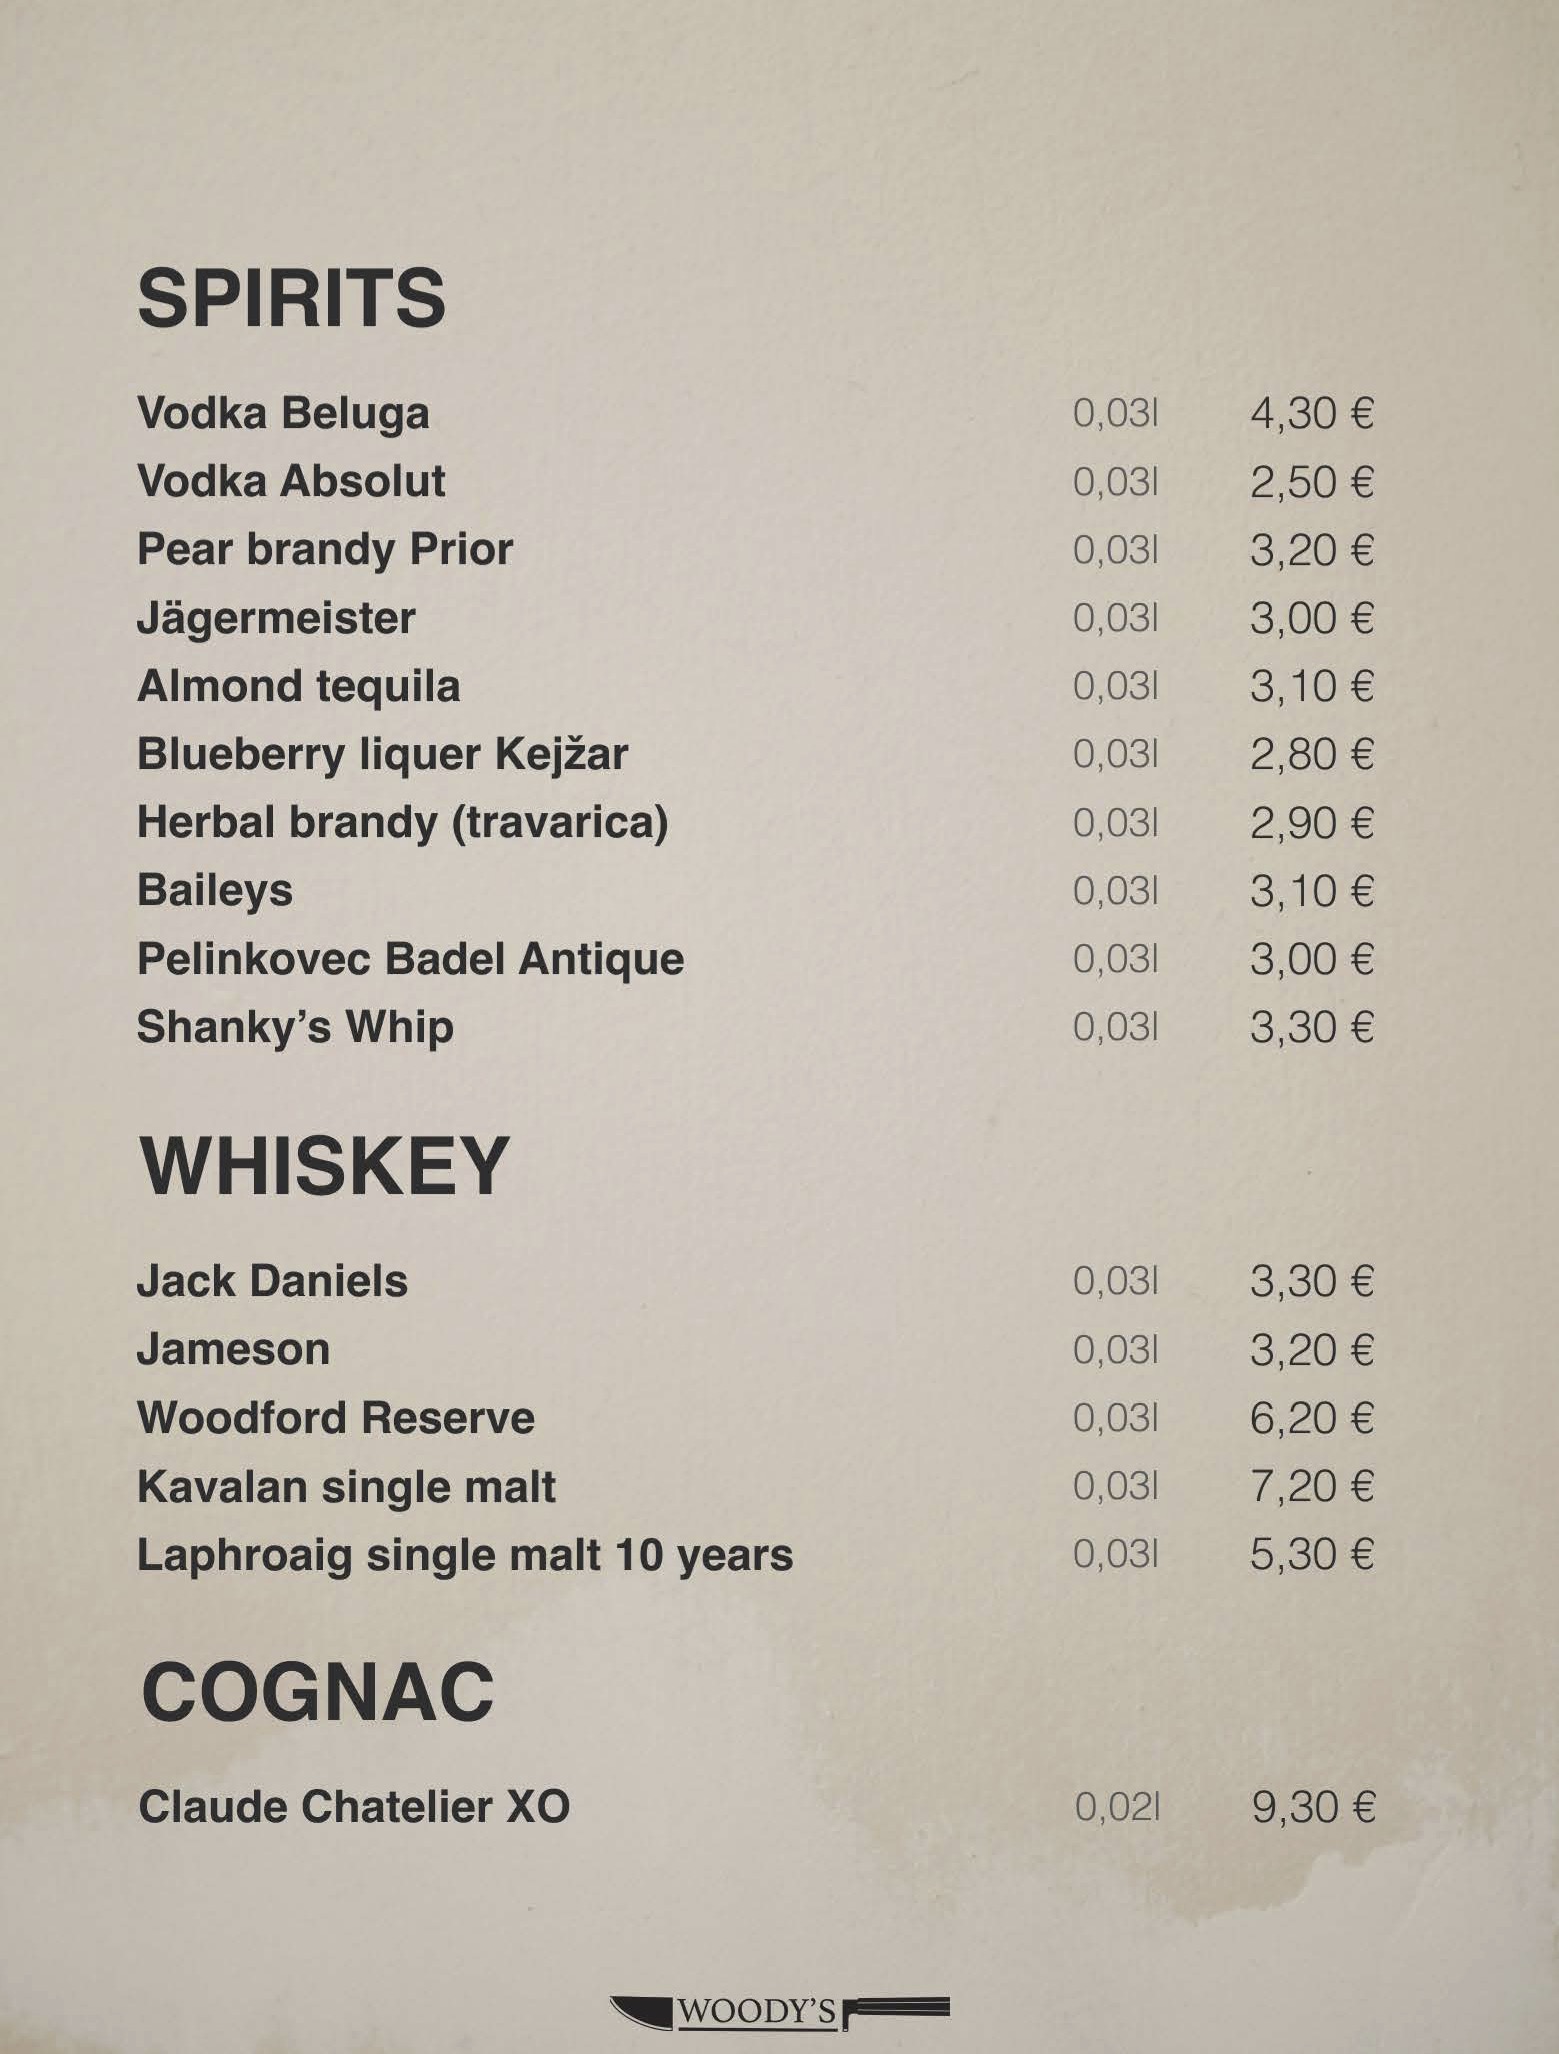 SPIRITS
Vodka Beluga 0,03l 4,30 €
Vodka Absolut 0,03l 2,50 €
Pear brandy Prior 0,03l 3,20 €
Jägermeister 0,03l 3,00 €
Almond tequila 0,03l 3,10 €
Blueberry liquer Kejžar 0,03l 2,80 €
Herbal brandy (travarica) 0,03l 2,90 €
Baileys 0,03l 3,10 €
Pelinkovec Badel Antique 0,03l 3,00 €
Shanky’s Whip 0,03l 3,30 €
WHISKEY
Jack Daniels 0,03l 3,30 €
Jameson 0,03l 3,20 €
Woodford Reserve 0,03l 6,20 €
Kavalan single malt 0,03l 7,20 €
Laphroaig single malt 10 years 0,03l 5,30 €
COGNAC
Claude Chatelier XO 0,02l 9,30 €
WOODY’S